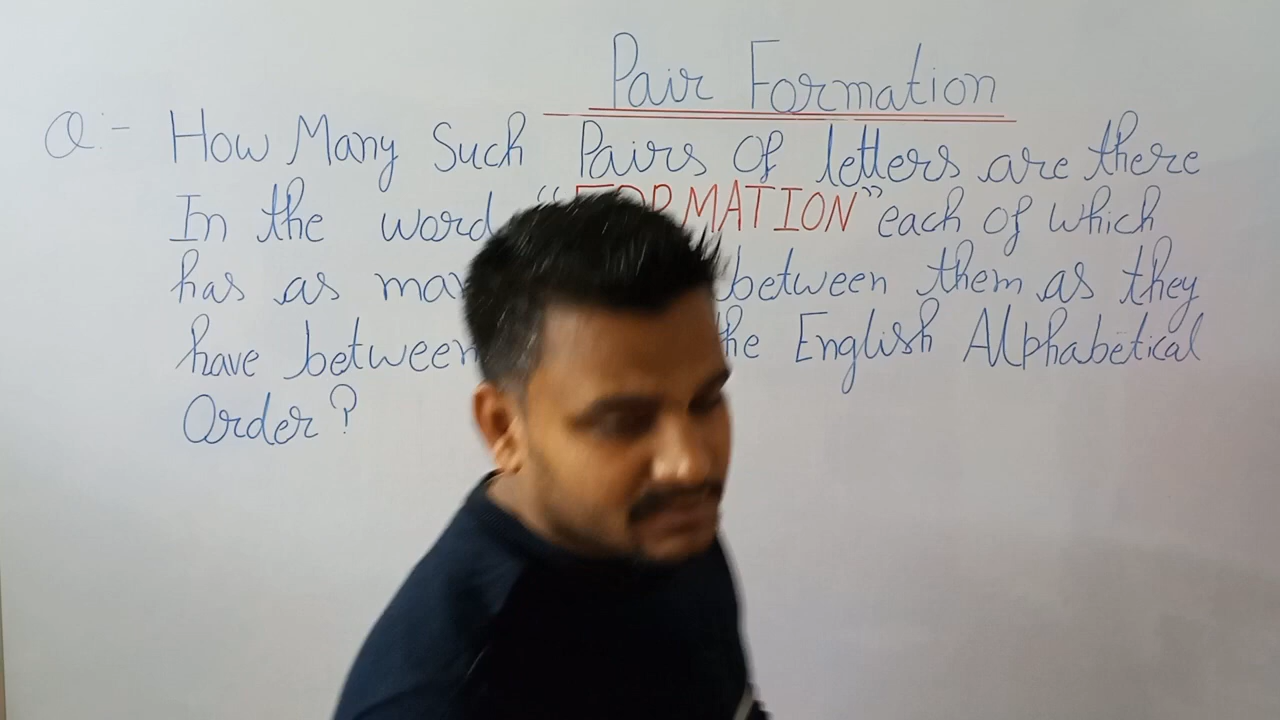 Pair Formation
Q:- How Many Such Pairs Of letters are there
In the word "FORMATION" each of which
has as between them as they
have between the English Alphabetical
Order?